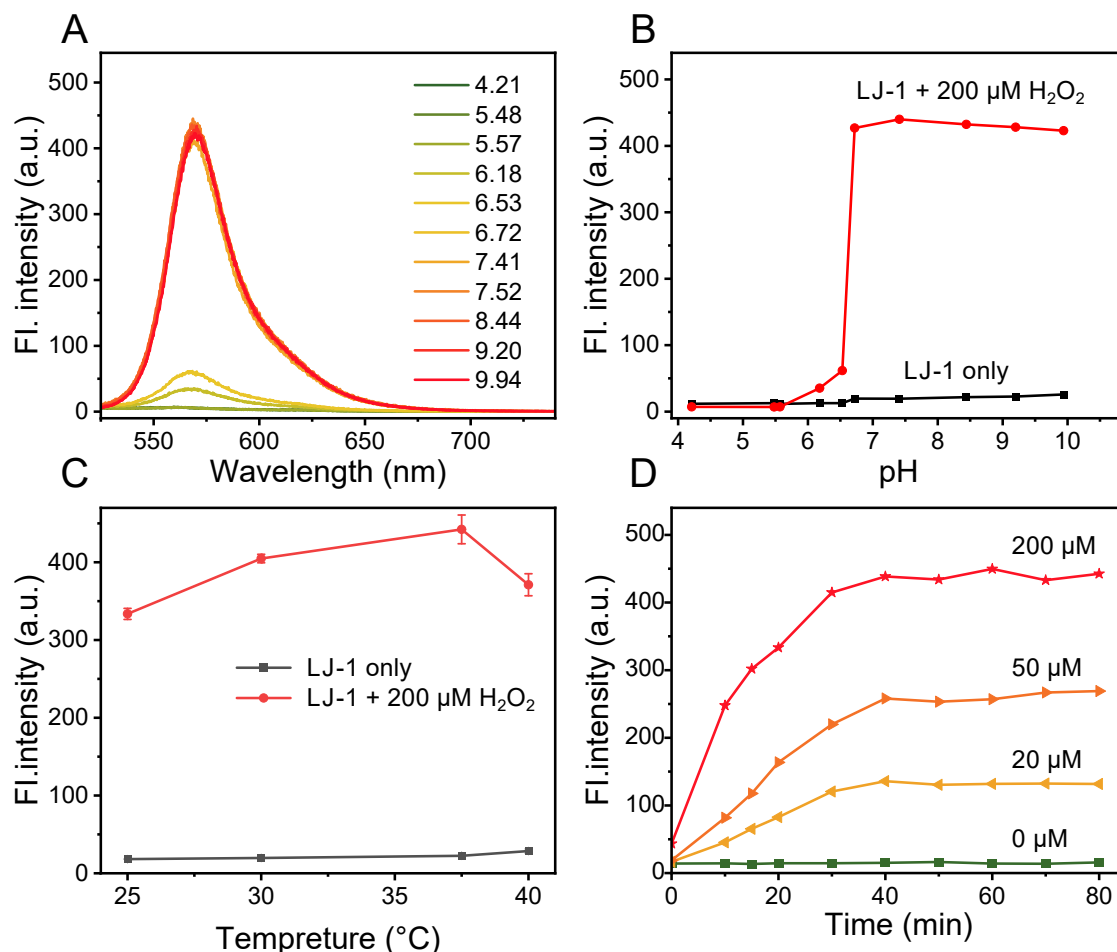 A
Fl. intensity (a.u.)
500
400
300
200
100
0
4.21
5.48
5.57
6.18
6.53
6.72
7.41
7.52
8.44
9.20
9.94
550 600 650 700
Wavelength (nm)
B
Fl. intensity (a.u.)
500
400
300
200
100
0
LJ-1 + 200 μM H₂O₂
LJ-1 only
4 5 6 7 8 9 10
pH
C
Fl.intensity (a.u.)
400
300
200
100
0
LJ-1 only
LJ-1 + 200 μM H₂O₂
25 30 35 40
Tempreture (°C)
D
Fl.intensity (a.u.)
500
400
300
200
100
0
200 μM
50 μM
20 μM
0 μM
0 20 40 60 80
Time (min)